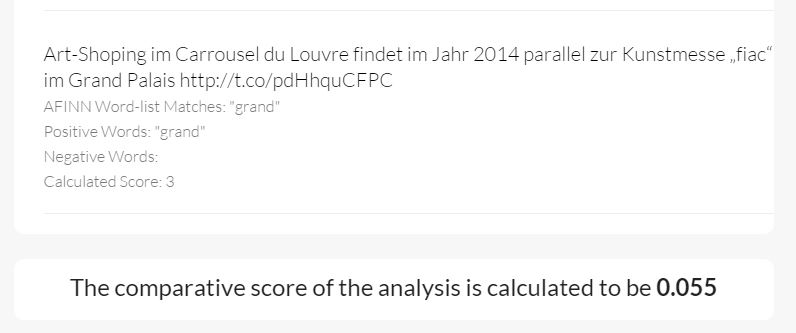 Art-Shoping im Carrousel du Louvre findet im Jahr 2014 parallel zur Kunstmesse „fiac“
im Grand Palais http://t.co/pdHhquCFPC
AFINN Word-list Matches: "grand"
Positive Words: "grand"
Negative Words:
Calculated Score: 3
The comparative score of the analysis is calculated to be 0.055